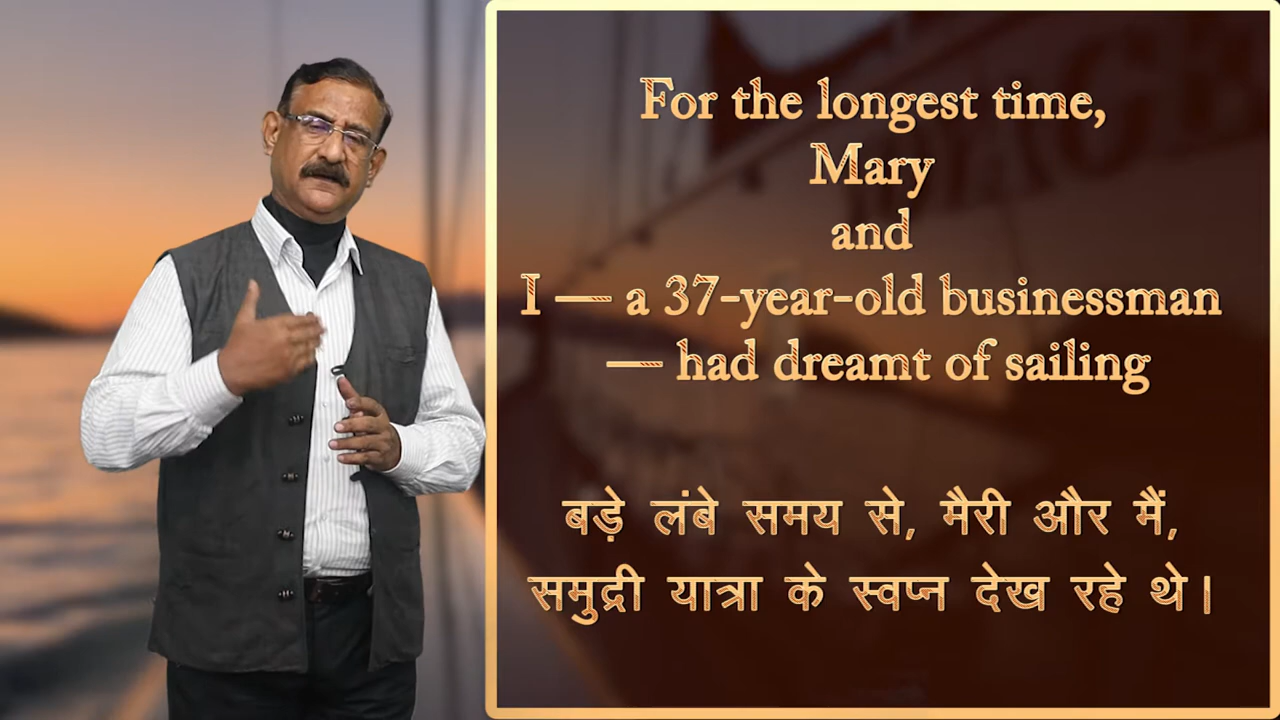 For the longest time,
Mary
and
I — a 37-year-old businessman
— had dreamt of sailing
बड़े लंबे समय से, मैरी और मैं,
समुद्री यात्रा के स्वप्न देख रहे थे।